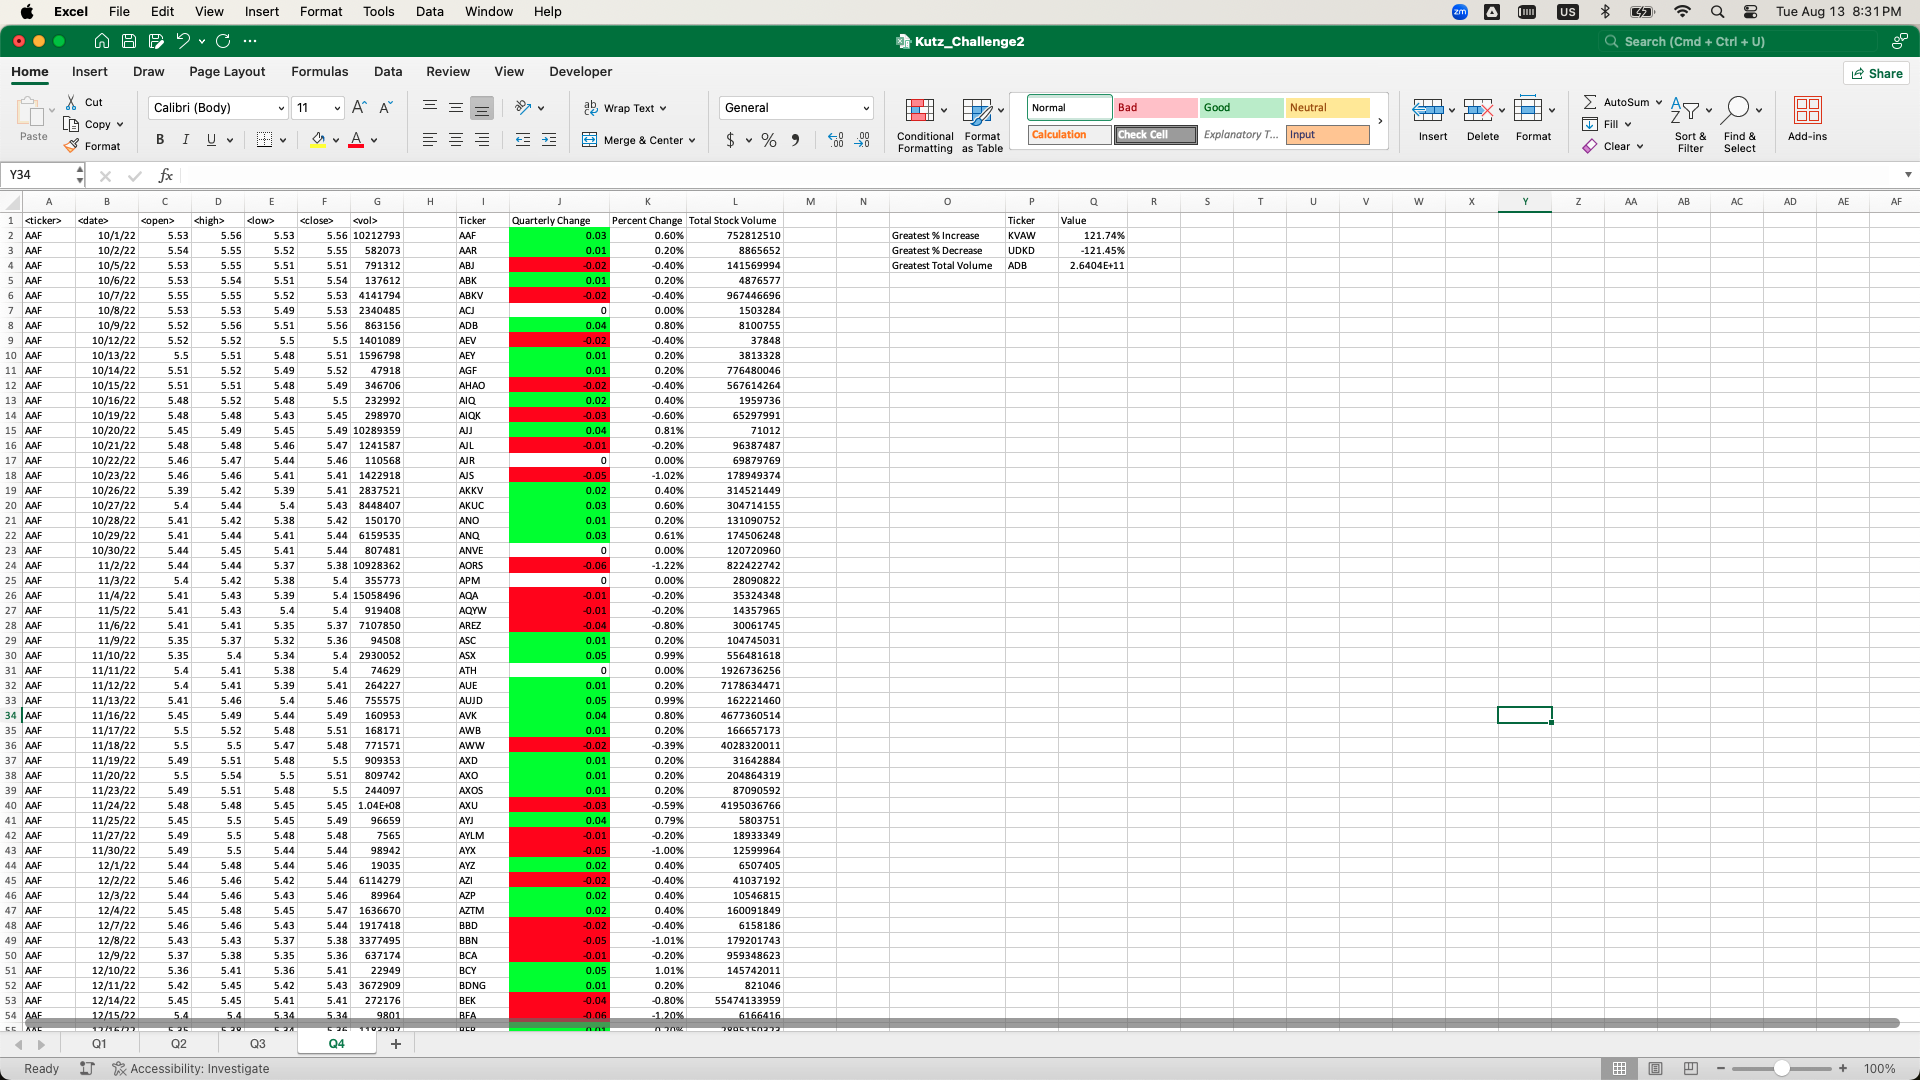 Excel File Edit View Insert Format Tools Data Window Help zm US Tue Aug 13 8:31 PM
Kutz_Challenge2 Search (Cmd + Ctrl + U)
Home Insert Draw Page Layout Formulas Data Review View Developer Share
Paste Cut Copy Format
Calibri (Body) 11 Wrap Text Merge & Center General
B I U $ %
Conditional Formatting Format as Table
Normal Bad Good Neutral
Calculation Check Cell Explanatory T... Input
Insert Delete Format
AutoSum Fill Clear Sort & Filter Find & Select Add-ins
Y34 fx
A B C D E F G H I J K L M N O P Q R S T U V W X Y Z AA AB AC AD AE AF
1 <ticker> <date> <open> <high> <low> <close> <vol> Ticker Quarterly Change Percent Change Total Stock Volume Ticker Value
2 AAF 10/1/22 5.53 5.56 5.53 5.56 10212793 AAF 0.03 0.60% 752812510 Greatest % Increase KVAW 121.74%
3 AAF 10/2/22 5.54 5.55 5.52 5.55 582073 AAR 0.01 0.20% 8865652 Greatest % Decrease UDKD -121.45%
4 AAF 10/5/22 5.53 5.55 5.51 5.51 791312 ABJ -0.02 -0.40% 141569994 Greatest Total Volume ADB 2.6404E+11
5 AAF 10/6/22 5.53 5.54 5.51 5.54 137612 ABK 0.01 0.20% 4876577
6 AAF 10/7/22 5.55 5.55 5.52 5.53 4141794 ABKV -0.02 -0.40% 967446696
7 AAF 10/8/22 5.53 5.53 5.49 5.53 2340485 ACJ 0 0.00% 1503284
8 AAF 10/9/22 5.52 5.56 5.51 5.56 863156 ADB 0.04 0.80% 8100755
9 AAF 10/12/22 5.52 5.52 5.5 5.5 1401089 AEV -0.02 -0.40% 37848
10 AAF 10/13/22 5.5 5.51 5.48 5.51 1596798 AEY 0.01 0.20% 3813328
11 AAF 10/14/22 5.51 5.52 5.49 5.52 47918 AGF 0.01 0.20% 776480046
12 AAF 10/15/22 5.51 5.51 5.48 5.49 346706 AHAO -0.02 -0.40% 567614264
13 AAF 10/16/22 5.48 5.52 5.48 5.5 232992 AIQ 0.02 0.40% 1959736
14 AAF 10/19/22 5.48 5.48 5.43 5.45 298970 AIQK -0.03 -0.60% 65297991
15 AAF 10/20/22 5.45 5.49 5.45 5.49 10289359 AJJ 0.04 0.81% 71012
16 AAF 10/21/22 5.48 5.48 5.46 5.47 1241587 AJL -0.01 -0.20% 96387487
17 AAF 10/22/22 5.46 5.47 5.44 5.46 110568 AJR 0 0.00% 69879769
18 AAF 10/23/22 5.46 5.46 5.41 5.41 1422918 AJS -0.05 -1.02% 178949374
19 AAF 10/26/22 5.39 5.42 5.39 5.41 2837521 AKKV 0.02 0.40% 314521449
20 AAF 10/27/22 5.4 5.44 5.4 5.43 8448407 AKUC 0.03 0.60% 304714155
21 AAF 10/28/22 5.41 5.42 5.38 5.42 150170 ANO 0.01 0.20% 131090752
22 AAF 10/29/22 5.41 5.44 5.41 5.44 6159535 ANQ 0.03 0.61% 174506248
23 AAF 10/30/22 5.44 5.45 5.41 5.44 807481 ANVE 0 0.00% 120720960
24 AAF 11/2/22 5.44 5.44 5.37 5.38 10928362 AORS -0.06 -1.22% 822422742
25 AAF 11/3/22 5.4 5.42 5.38 5.4 355773 APM 0 0.00% 28090822
26 AAF 11/4/22 5.41 5.43 5.39 5.4 15058496 AQA -0.01 -0.20% 35324348
27 AAF 11/5/22 5.41 5.43 5.4 5.4 919408 AQYW -0.01 -0.20% 14357965
28 AAF 11/6/22 5.41 5.41 5.35 5.37 7107850 AREZ -0.04 -0.80% 30061745
29 AAF 11/9/22 5.35 5.37 5.32 5.36 94508 ASC 0.01 0.20% 104745031
30 AAF 11/10/22 5.35 5.4 5.34 5.4 2930052 ASX 0.05 0.99% 556481618
31 AAF 11/11/22 5.4 5.41 5.38 5.4 74629 ATH 0 0.00% 1926736256
32 AAF 11/12/22 5.4 5.41 5.39 5.41 264227 AUE 0.01 0.20% 7178634471
33 AAF 11/13/22 5.41 5.46 5.4 5.46 755575 AUJD 0.05 0.99% 162221460
34 AAF 11/16/22 5.45 5.49 5.44 5.49 160953 AVK 0.04 0.80% 4677360514
35 AAF 11/17/22 5.5 5.52 5.48 5.51 168171 AWB 0.01 0.20% 166657173
36 AAF 11/18/22 5.5 5.5 5.47 5.48 771571 AWW -0.02 -0.39% 4028320011
37 AAF 11/19/22 5.49 5.51 5.48 5.5 909353 AXD 0.01 0.20% 31642884
38 AAF 11/20/22 5.5 5.54 5.5 5.51 809742 AXO 0.01 0.20% 204864319
39 AAF 11/23/22 5.49 5.51 5.48 5.5 244097 AXOS 0.01 0.20% 87090592
40 AAF 11/24/22 5.48 5.48 5.45 5.45 1.04E+08 AXU -0.03 -0.59% 4195036766
41 AAF 11/25/22 5.45 5.5 5.45 5.49 96659 AYJ 0.04 0.79% 5803751
42 AAF 11/27/22 5.49 5.5 5.48 5.48 7565 AYLM -0.01 -0.20% 18933349
43 AAF 11/30/22 5.49 5.5 5.44 5.44 98942 AYX -0.05 -1.00% 12599964
44 AAF 12/1/22 5.44 5.48 5.44 5.46 19035 AYZ 0.02 0.40% 6507405
45 AAF 12/2/22 5.46 5.46 5.42 5.44 6114279 AZI -0.02 -0.40% 41037192
46 AAF 12/3/22 5.44 5.46 5.43 5.46 89964 AZP 0.02 0.40% 10546815
47 AAF 12/4/22 5.45 5.48 5.45 5.47 1636670 AZTM 0.02 0.40% 160091849
48 AAF 12/7/22 5.46 5.46 5.43 5.44 1917418 BBD -0.02 -0.40% 6158186
49 AAF 12/8/22 5.43 5.43 5.37 5.38 3377495 BBN -0.05 -1.01% 179201743
50 AAF 12/9/22 5.37 5.38 5.35 5.36 637174 BCA -0.01 -0.20% 959348623
51 AAF 12/10/22 5.36 5.41 5.36 5.41 22949 BCY 0.05 1.01% 145742011
52 AAF 12/11/22 5.42 5.45 5.42 5.43 3672909 BDNG 0.01 0.20% 821046
53 AAF 12/14/22 5.45 5.45 5.41 5.41 272176 BEK -0.04 -0.80% 55474133959
54 AAF 12/15/22 5.4 5.4 5.34 5.34 9801 BFA -0.06 -1.20% 6166416
Q1 Q2 Q3 Q4 +
Ready Accessibility: Investigate 100%